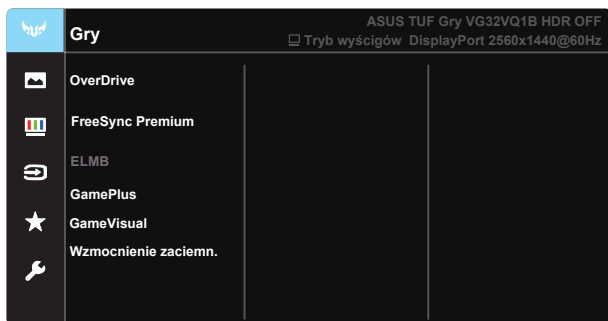 Gry
ASUS TUF Gry VG32VQ1B HDR OFF
Tryb wyścigów DisplayPort 2560x1440@60Hz
OverDrive
FreeSync Premium
ELMB
GamePlus
GameVisual
Wzmocnienie zaciemn.